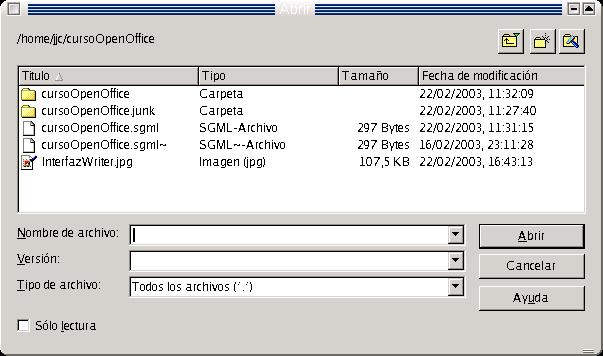 Abrir
/home/jjc/cursoOpenOffice
Título Tipo Tamaño Fecha de modificación
cursoOpenOffice Carpeta 22/02/2003, 11:32:09
cursoOpenOffice.junk Carpeta 22/02/2003, 11:27:40
cursoOpenOffice.sgml SGML-Archivo 297 Bytes 22/02/2003, 11:31:15
cursoOpenOffice.sgml~ SGML~-Archivo 297 Bytes 16/02/2003, 23:11:28
InterfazWriter.jpg Imagen (jpg) 107,5 KB 22/02/2003, 16:43:13
Nombre de archivo: Abrir
Versión: Cancelar
Tipo de archivo: Todos los archivos (*.*) Ayuda
Sólo lectura